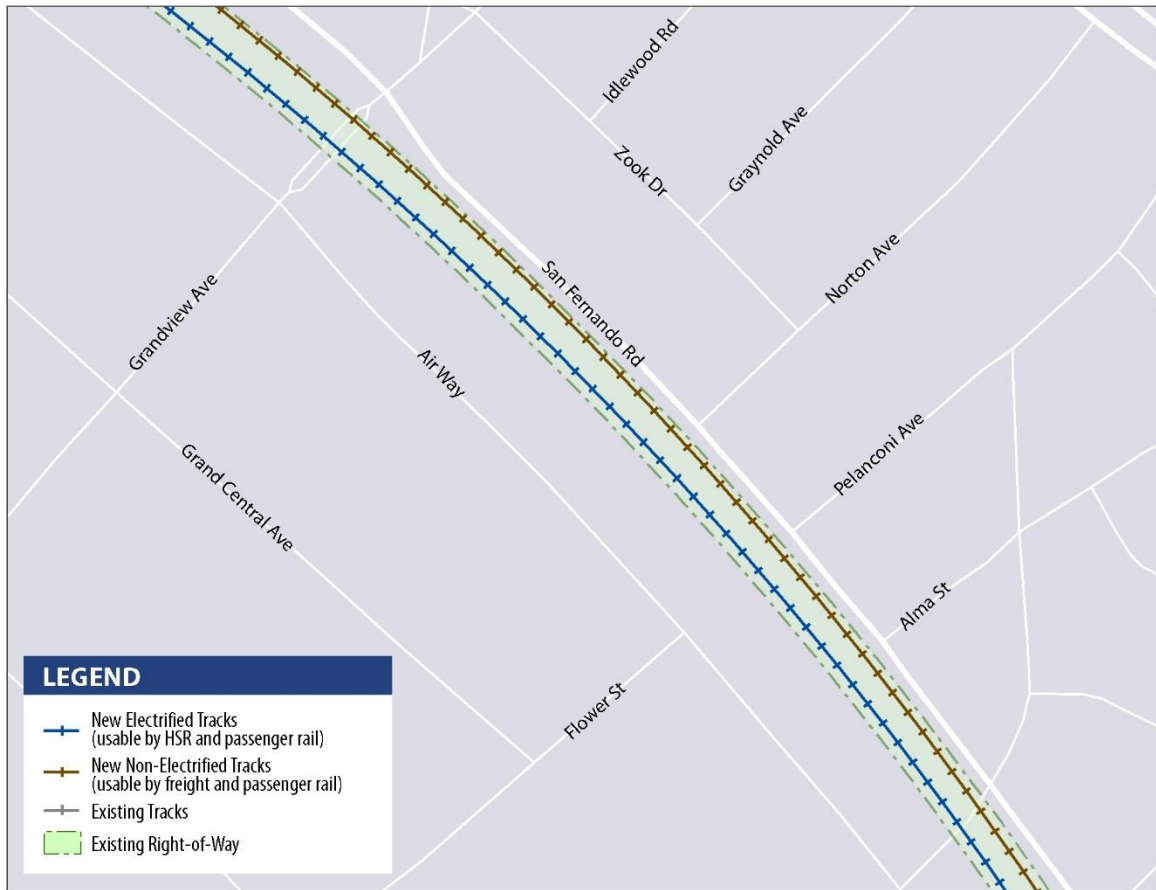 Idlewood Rd
Zook Dr
Graynold Ave
Norton Ave
San Fernando Rd
Grandview Ave
Air Way
Pelanconi Ave
Grand Central Ave
Alma St
Flower St
LEGEND
New Electrified Tracks
(usable by HSR and passenger rail)
New Non-Electrified Tracks
(usable by freight and passenger rail)
Existing Tracks
Existing Right-of-Way